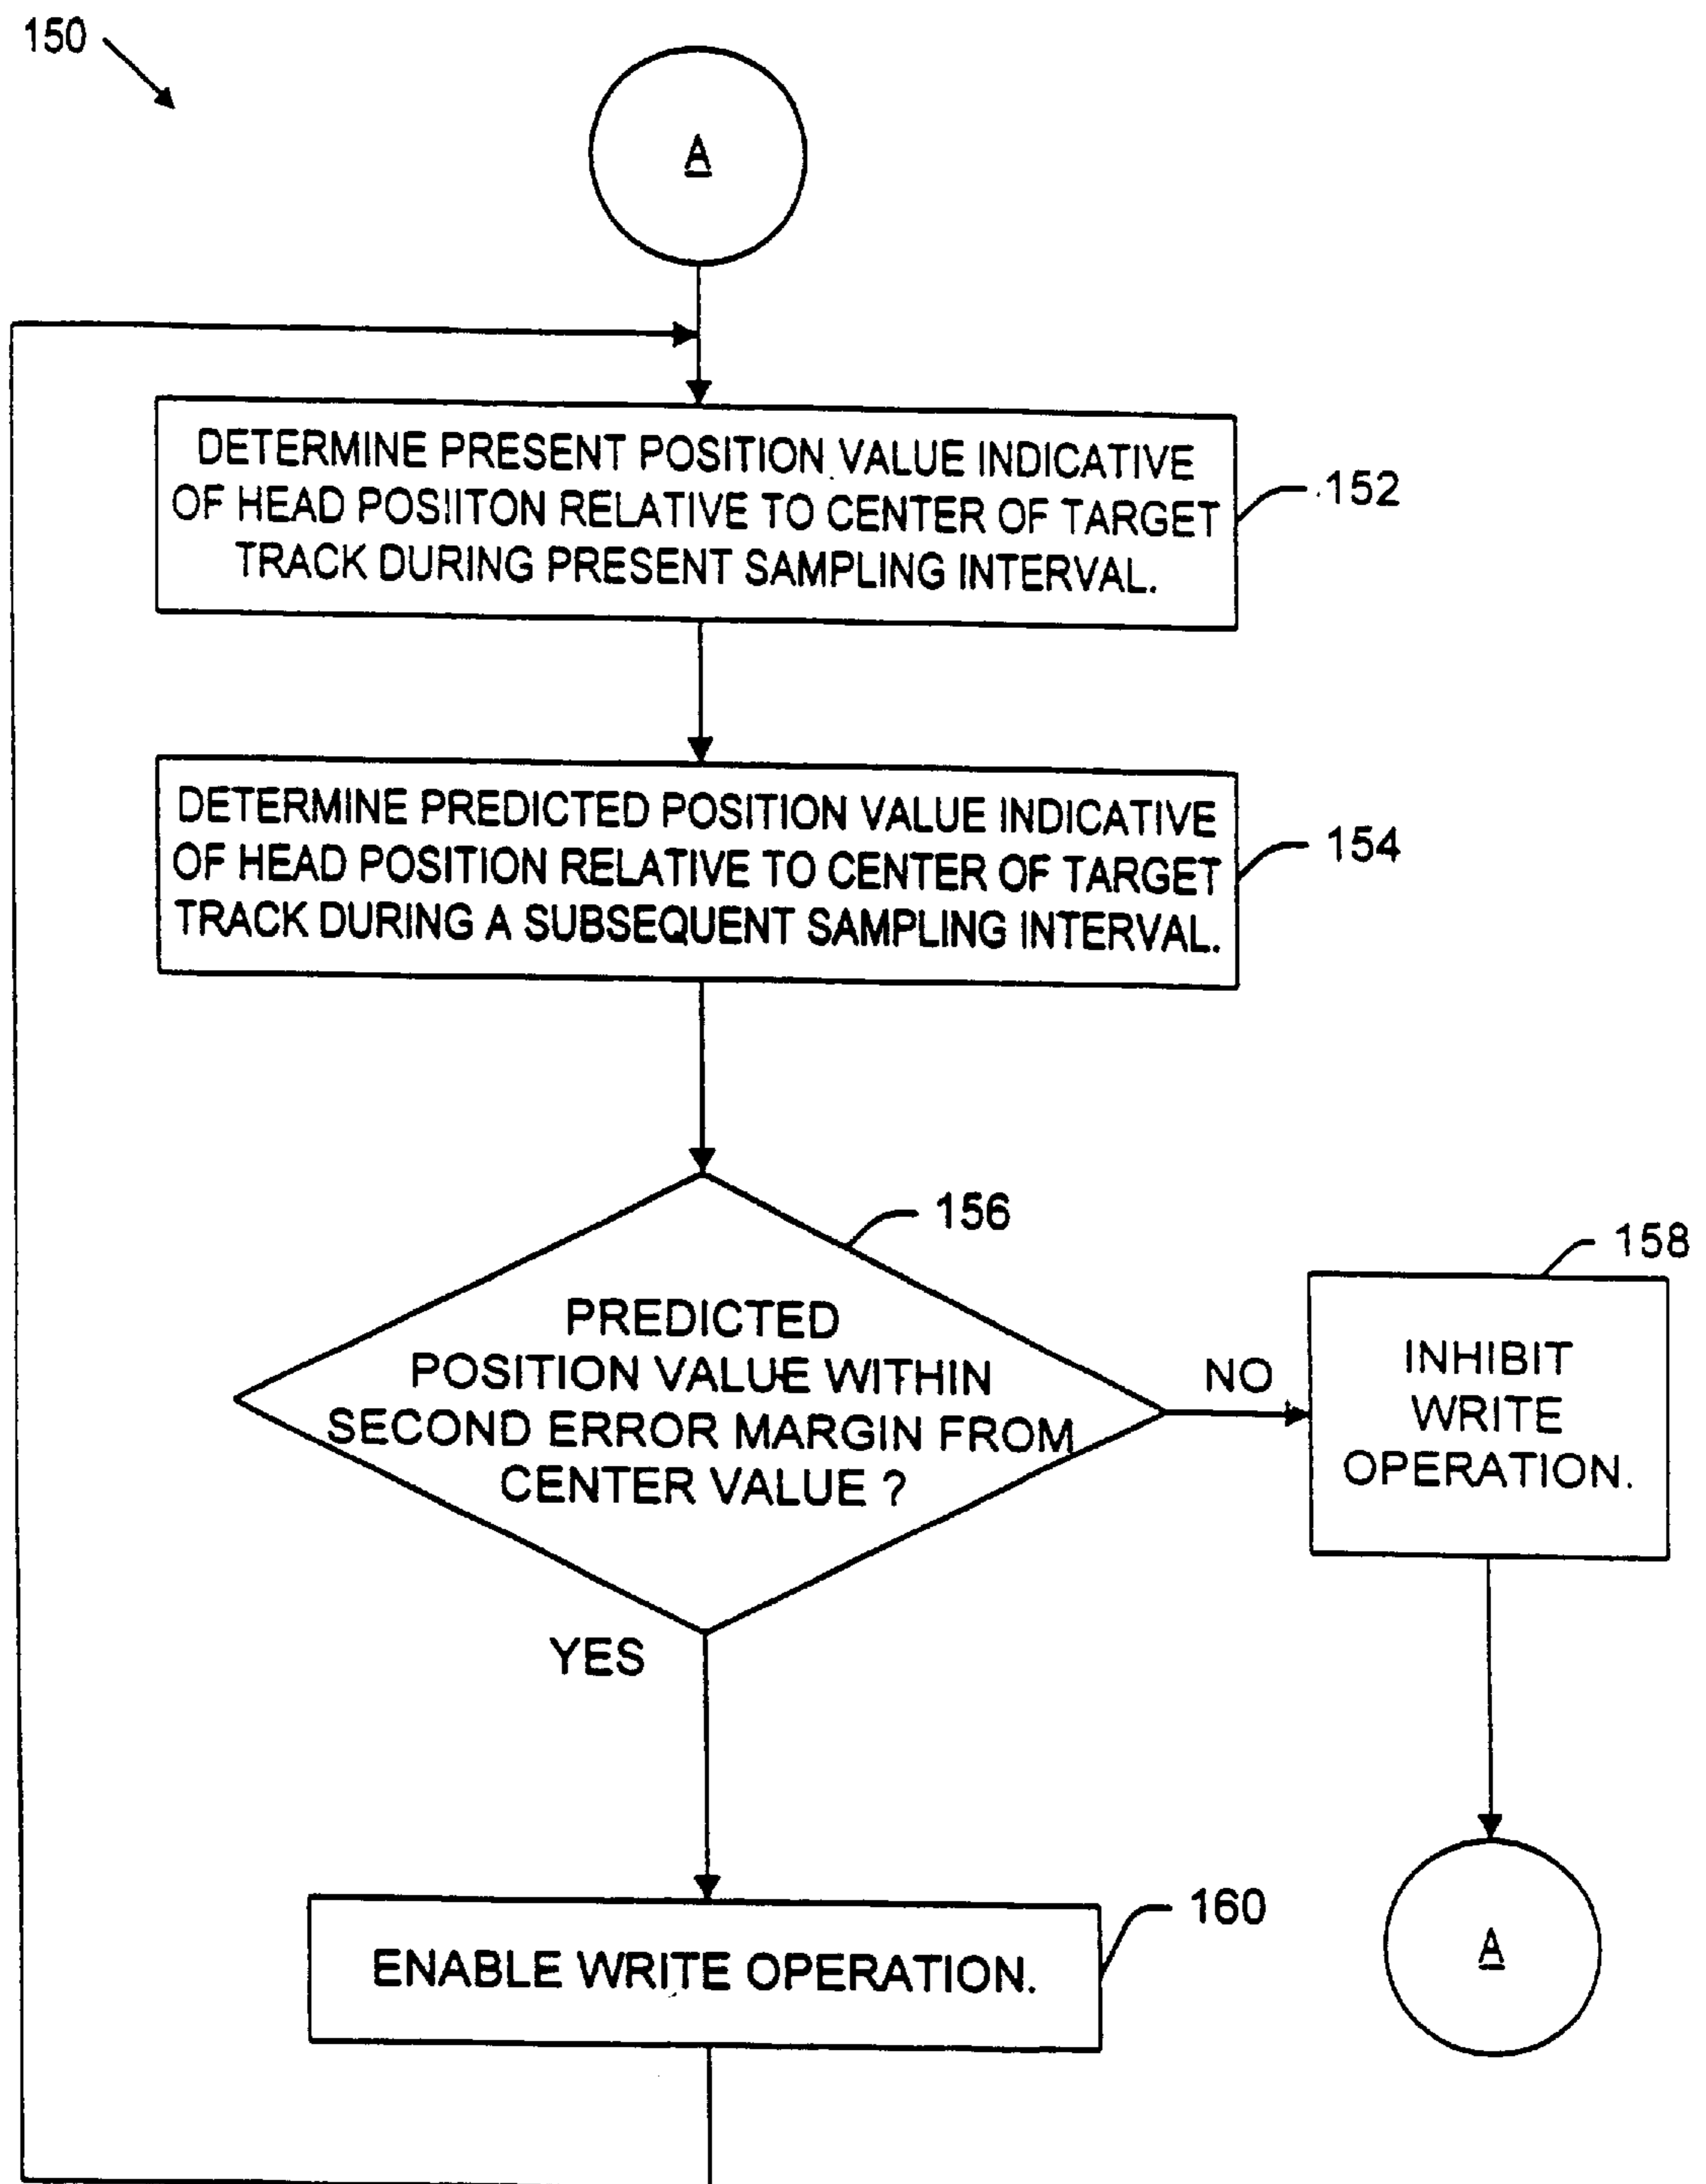 150
A
DETERMINE PRESENT POSITION VALUE INDICATIVE
OF HEAD POSIITON RELATIVE TO CENTER OF TARGET
TRACK DURING PRESENT SAMPLING INTERVAL.
152
DETERMINE PREDICTED POSITION VALUE INDICATIVE
OF HEAD POSITION RELATIVE TO CENTER OF TARGET
TRACK DURING A SUBSEQUENT SAMPLING INTERVAL.
154
156
PREDICTED
POSITION VALUE WITHIN
SECOND ERROR MARGIN FROM
CENTER VALUE ?
NO
158
INHIBIT
WRITE
OPERATION.
YES
160
ENABLE WRITE OPERATION.
A